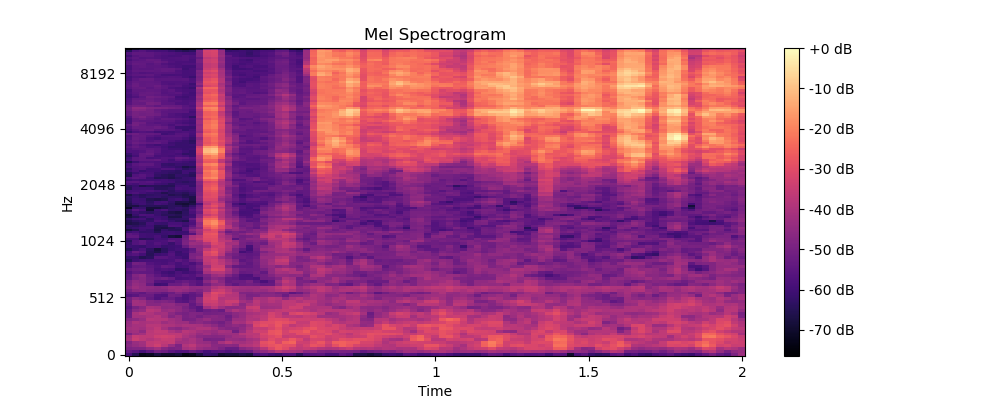 Mel Spectrogram
Hz
8192
4096
2048
1024
512
0
0 0.5 1 1.5 2
Time
+0 dB
-10 dB
-20 dB
-30 dB
-40 dB
-50 dB
-60 dB
-70 dB